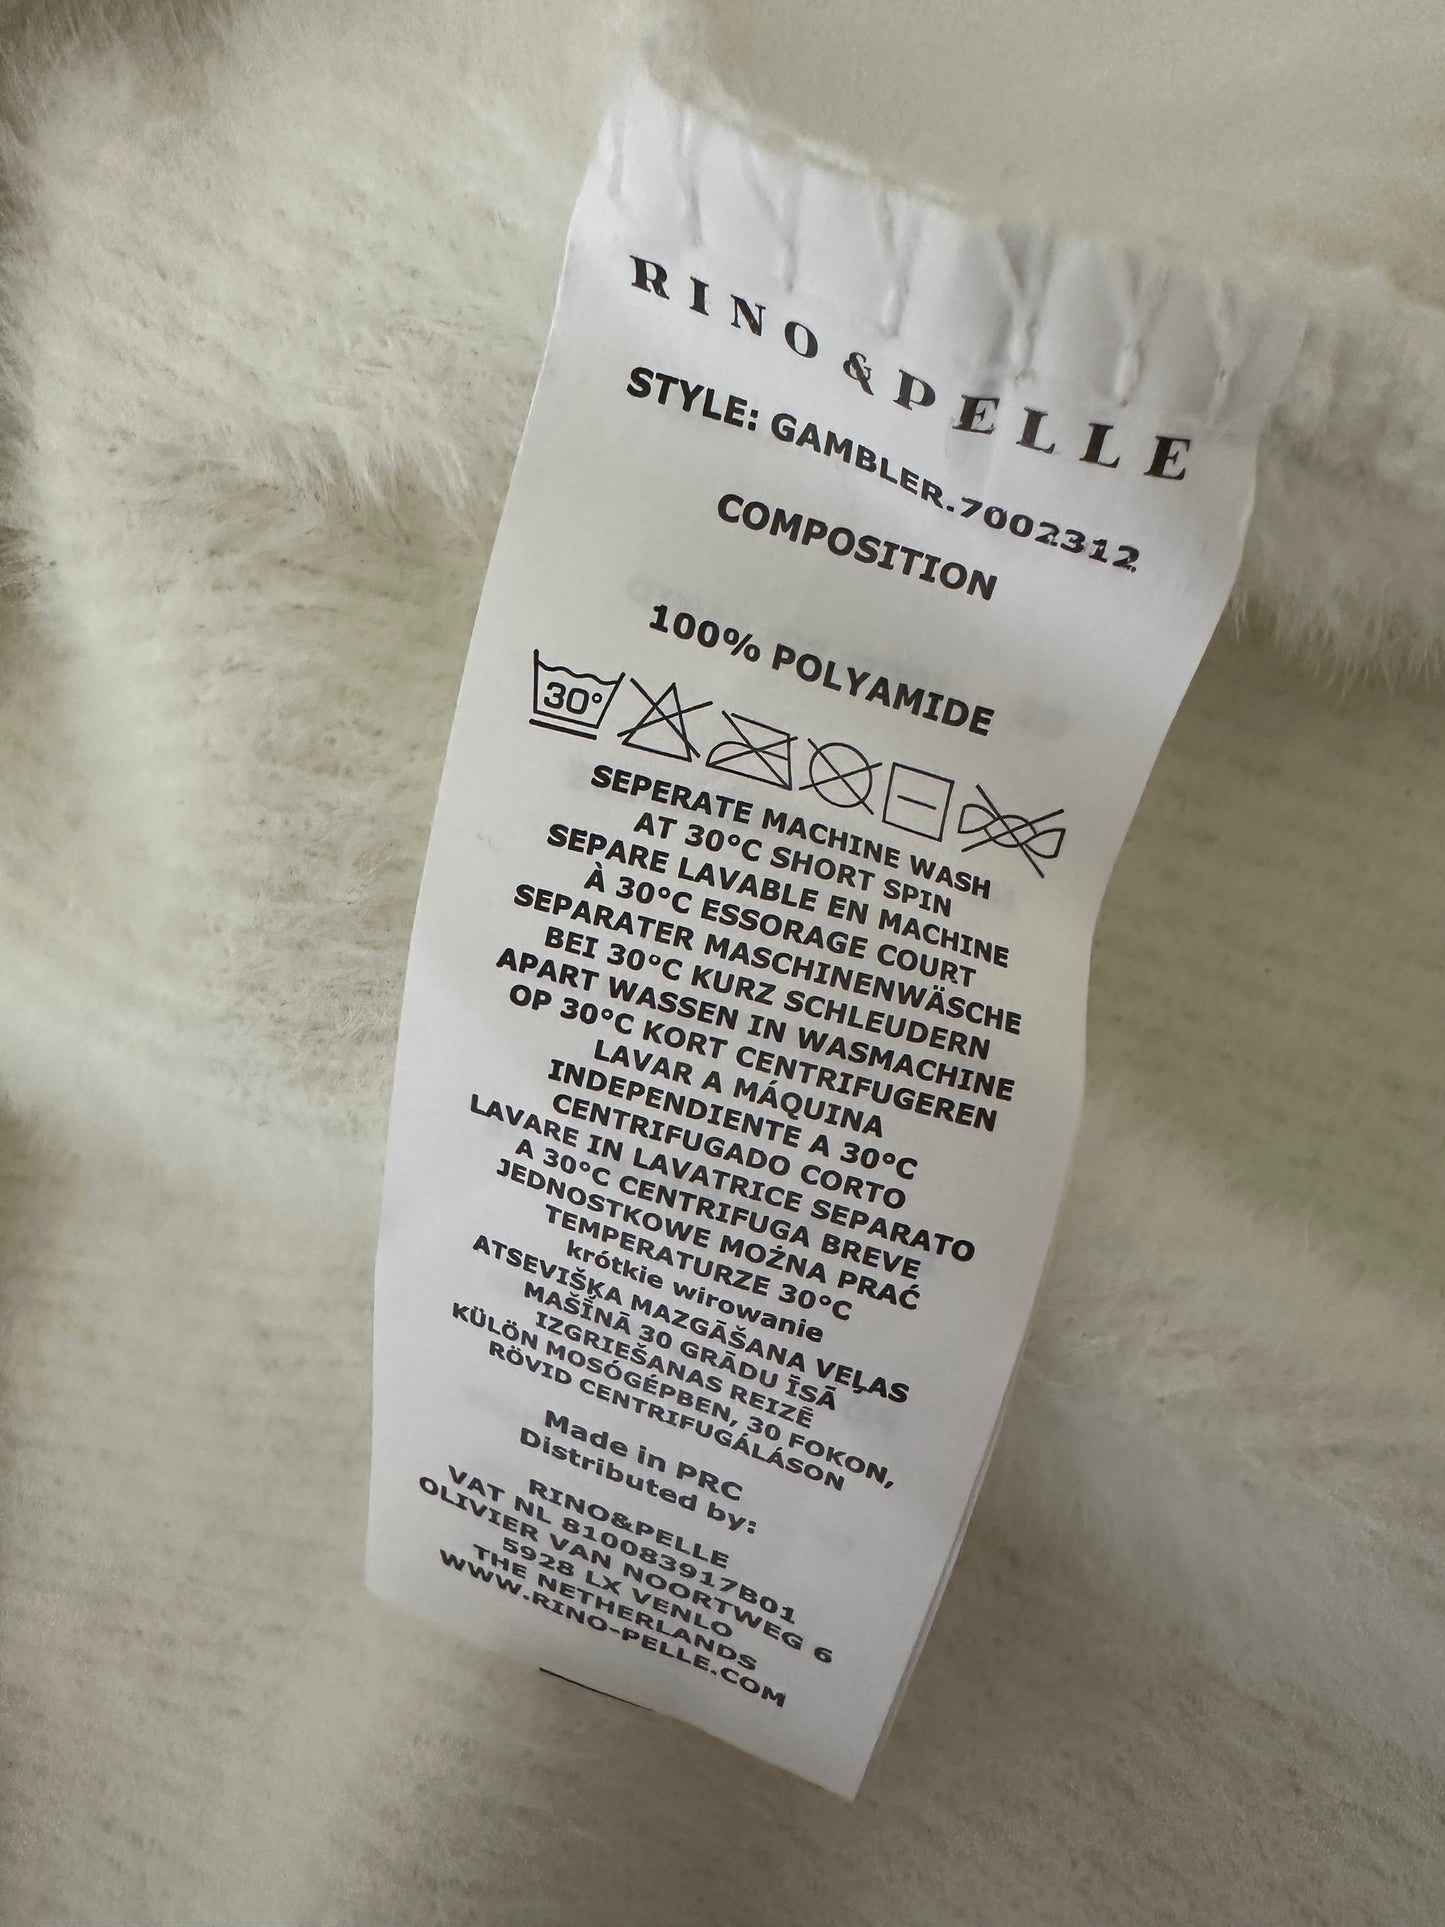 RINO & PELLE
STYLE: GAMBLER.7002312
COMPOSITION
100% POLYAMIDE
30°
SEPERATE MACHINE WASH
AT 30°C SHORT SPIN
SEPARE LAVABLE EN MACHINE
À 30°C ESSORAGE COURT
SEPARATER MASCHINENWÄSCHE
BEI 30°C KURZ SCHLEUDERN
APART WASSEN IN WASMACHINE
OP 30°C KORT CENTRIFUGEREN
LAVAR A MÁQUINA
INDEPENDIENTE A 30°C
CENTRIFUGADO CORTO
LAVARE IN LAVATRICE SEPARATO
A 30°C CENTRIFUGA BREVE
JEDNOSTKOWE MOŻNA PRAĆ
TEMPERATURZE 30°C
krótkie wirowanie
ATSEVIŠĶA MAZGĀŠANA VEĻAS
MAŠĪNĀ 30 GRĀDU ĪSĀ
IZGRIEŠANAS REIZĒ
KÜLÖN MOSÓGÉPBEN, 30 FOKON,
RÖVID CENTRIFUGÁLÁSON
Made in PRC
Distributed by:
RINO&PELLE
VAT NL 810083917B01
OLIVIER VAN NOORTWEG 6
5928 LX VENLO
THE NETHERLANDS
WWW.RINO-PELLE.COM